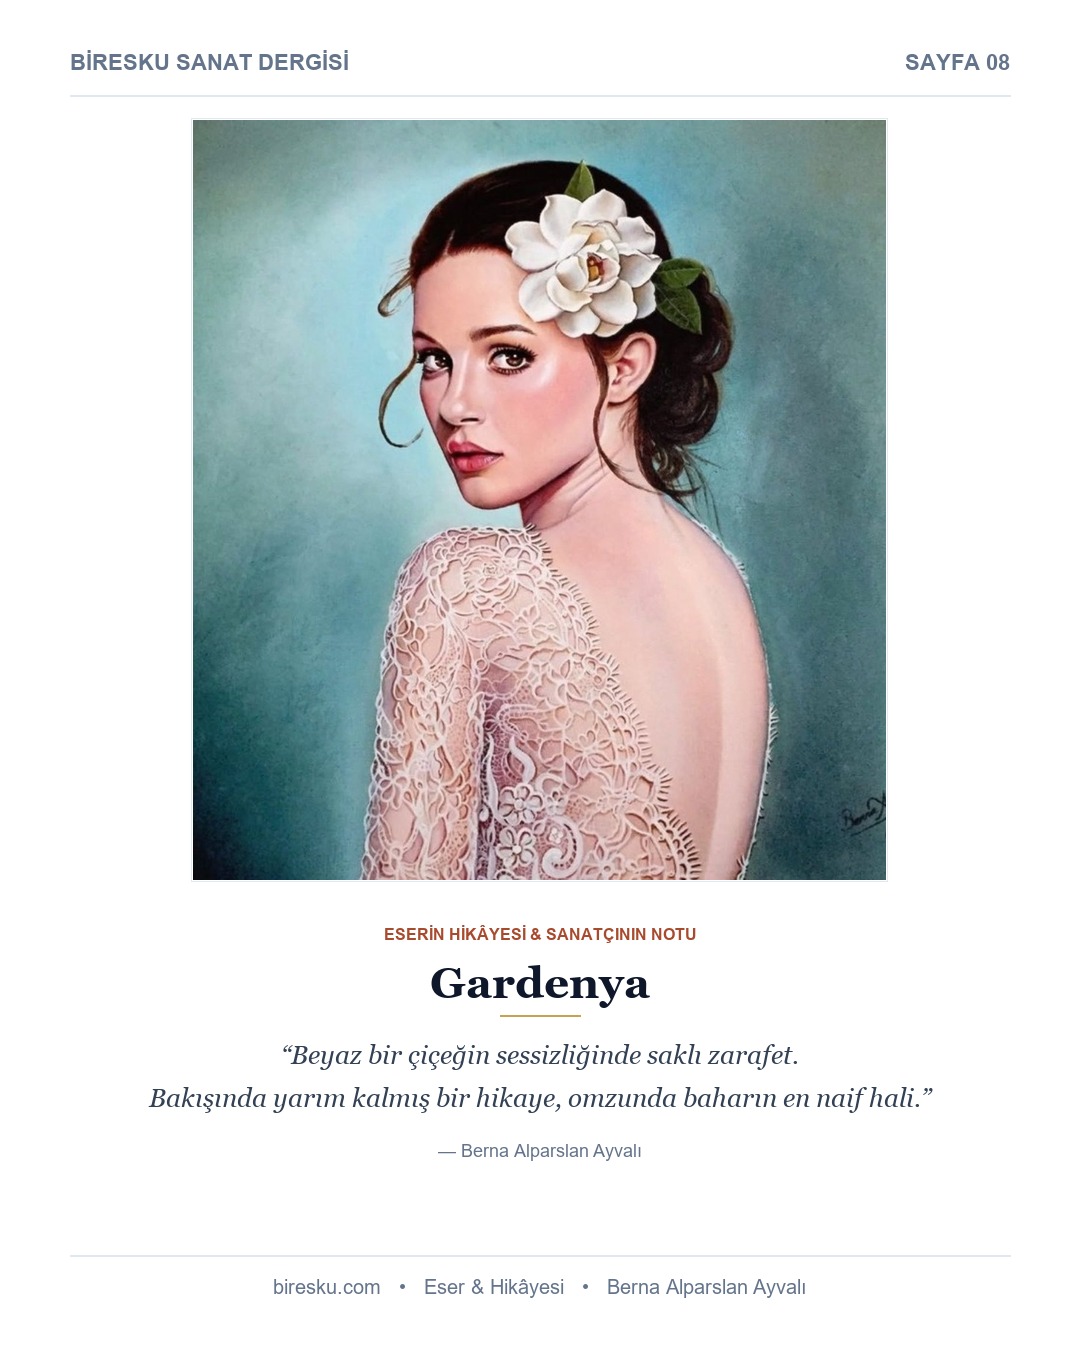 BİRESKU SANAT DERGİSİ
SAYFA 08
ESERİN HİKÂYESİ & SANATÇININ NOTU
Gardenya
“Beyaz bir çiçeğin sessizliğinde saklı zarafet.
Bakışında yarım kalmış bir hikaye, omzunda baharın en naif hali.”
— Berna Alparslan Ayvalı
biresku.com • Eser & Hikâyesi • Berna Alparslan Ayvalı